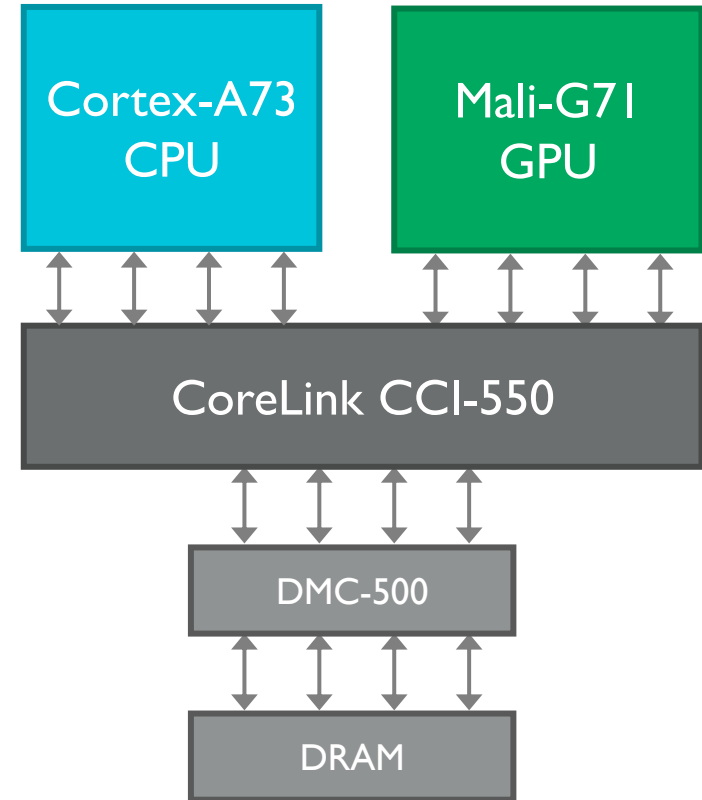 Cortex-A73
CPU
Mali-G71
GPU
CoreLink CCI-550
DMC-500
DRAM